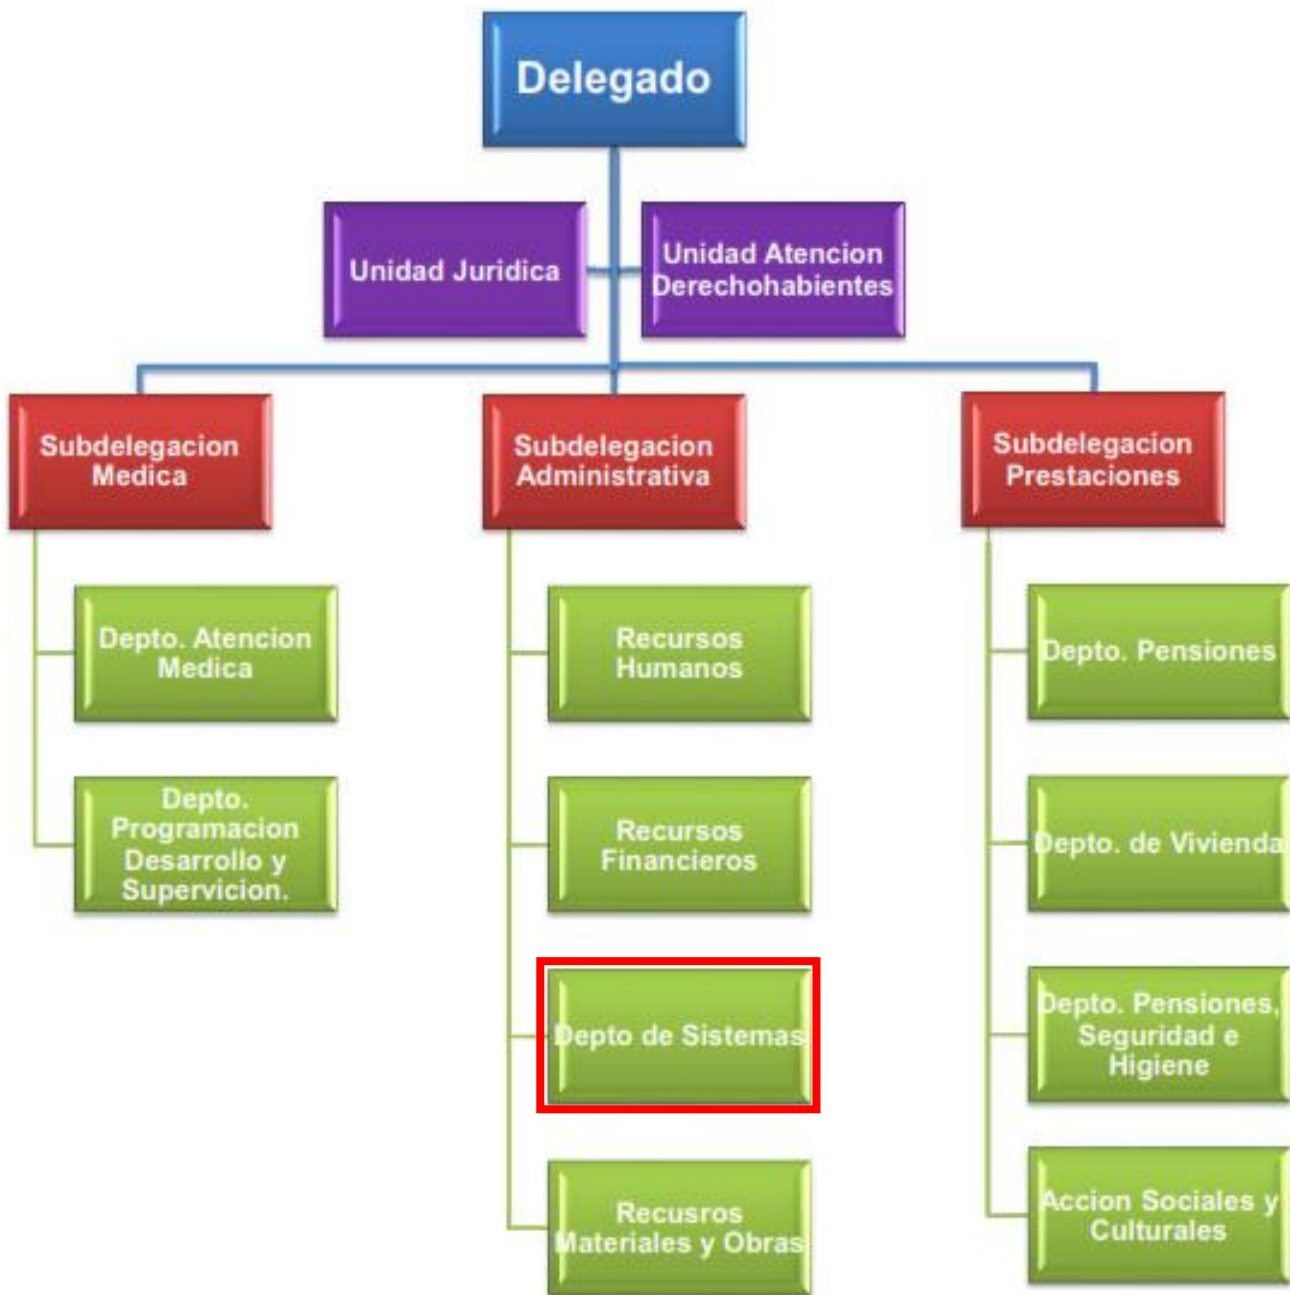 Delegado
Unidad Juridica
Unidad Atencion
Derechohabientes
Subdelegacion
Medica
Subdelegacion
Administrativa
Subdelegacion
Prestaciones
Depto. Atencion
Medica
Depto.
Programacion
Desarrollo y
Supervicion.
Recursos
Humanos
Recursos
Financieros
Depto de Sistemas
Recusros
Materiales y Obras
Depto. Pensiones
Depto. de Vivienda
Depto. Pensiones,
Seguridad e
Higiene
Accion Sociales y
Culturales